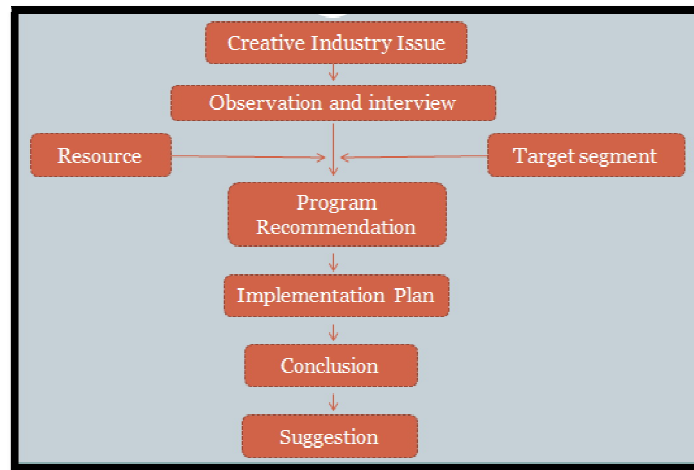 Creative Industry Issue
Observation and interview
Resource
Target segment
Program
Recommendation
Implementation Plan
Conclusion
Suggestion